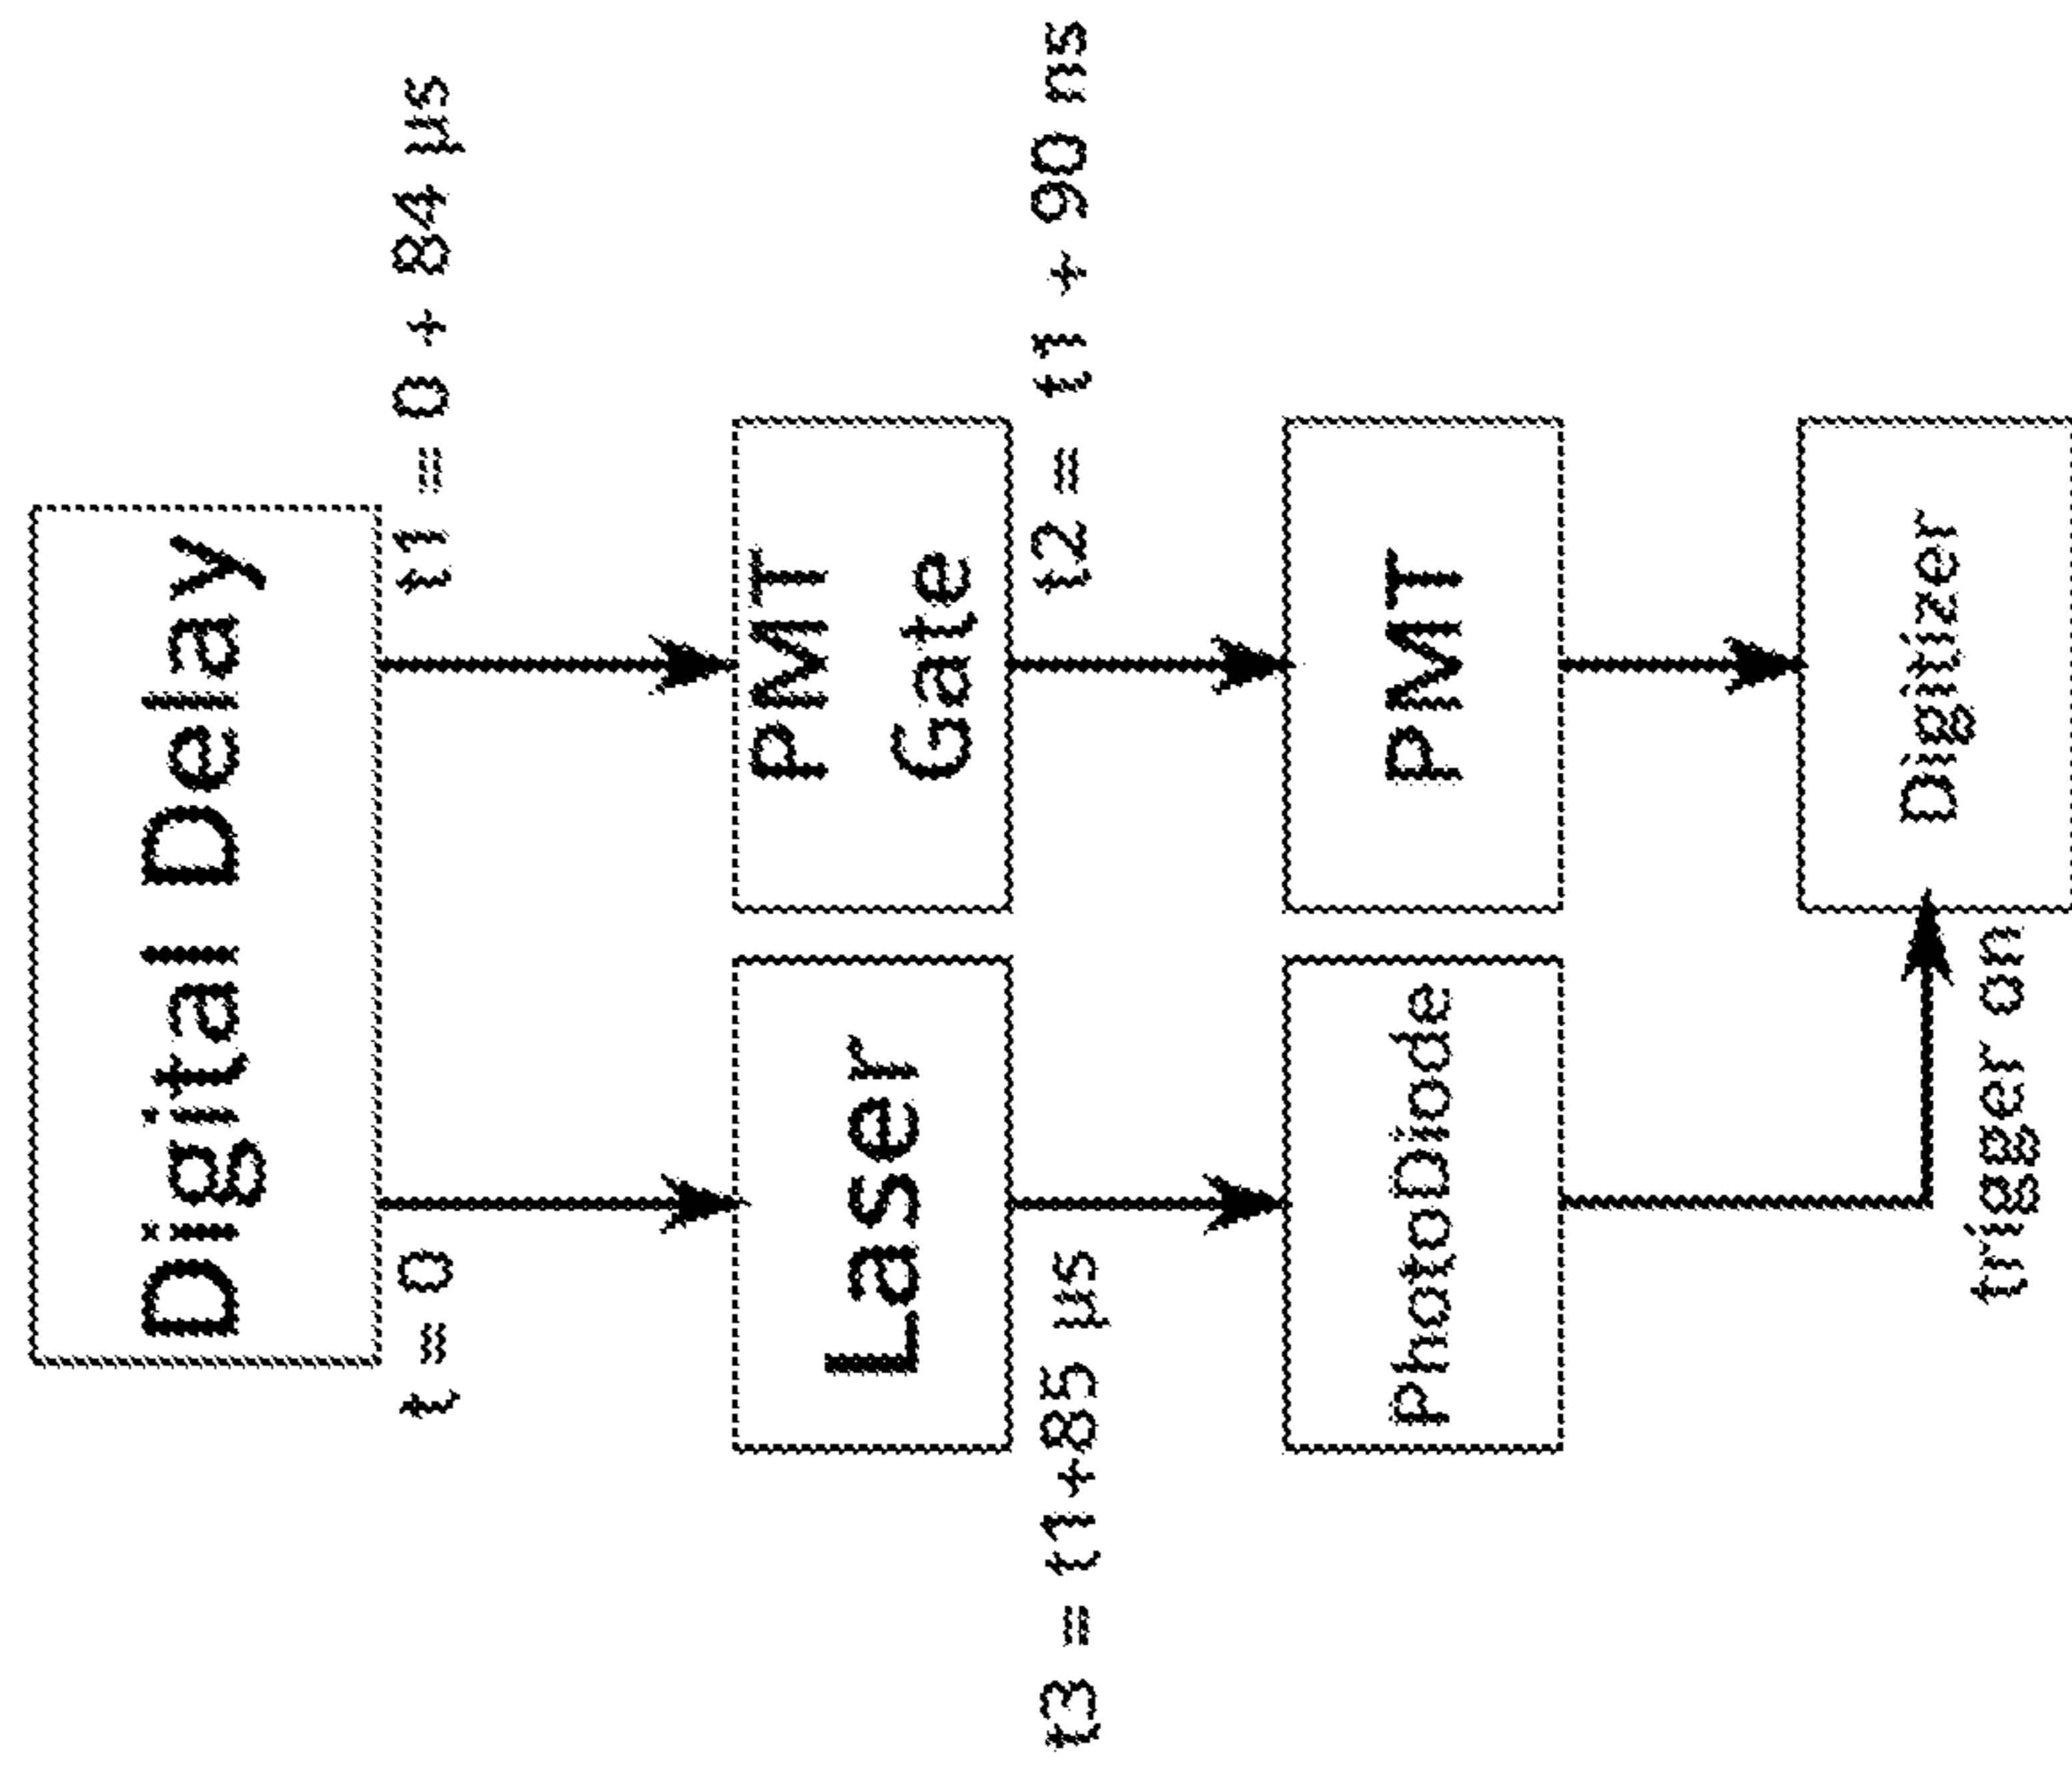 Digital Delay
t = 0
t1 = 0 + 84 µs
Laser
PMT
Gate
t3 = t1+85 µs
t2 = t1 + 90 ns
PhotoDiode
PMT
Digitizer
trigger on